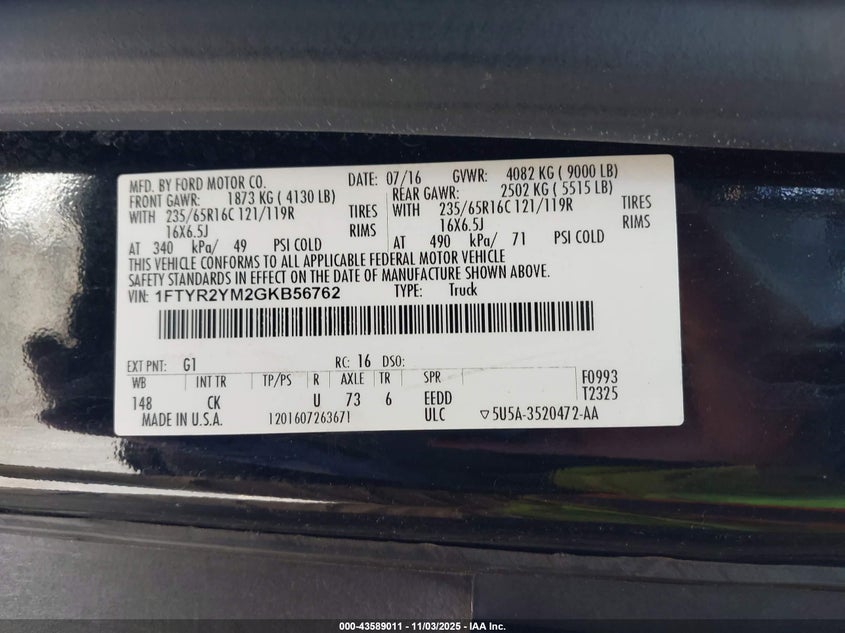 MFD. BY FORD MOTOR CO. DATE: 07/16 GVWR: 4082 KG ( 9000 LB)
FRONT GAWR: 1873 KG ( 4130 LB) REAR GAWR: 2502 KG ( 5515 LB)
WITH 235/65R16C 121/119R TIRES WITH 235/65R16C 121/119R TIRES
16X6.5J RIMS 16X6.5J RIMS
AT 340 kPa/ 49 PSI COLD AT 490 kPa/ 71 PSI COLD
THIS VEHICLE CONFORMS TO ALL APPLICABLE FEDERAL MOTOR VEHICLE
SAFETY STANDARDS IN EFFECT ON THE DATE OF MANUFACTURE SHOWN ABOVE.
VIN: 1FTYR2YM2GKB56762 TYPE: Truck
EXT PNT: G1 RC: 16 DSO:
WB INT TR TP/PS R AXLE TR SPR F0993
148 CK U 73 6 EEDD T2325
MADE IN U.S.A. 1201607263671 ULC ▽5U5A-3520472-AA
000-43589011 - 11/03/2025 - IAA Inc.